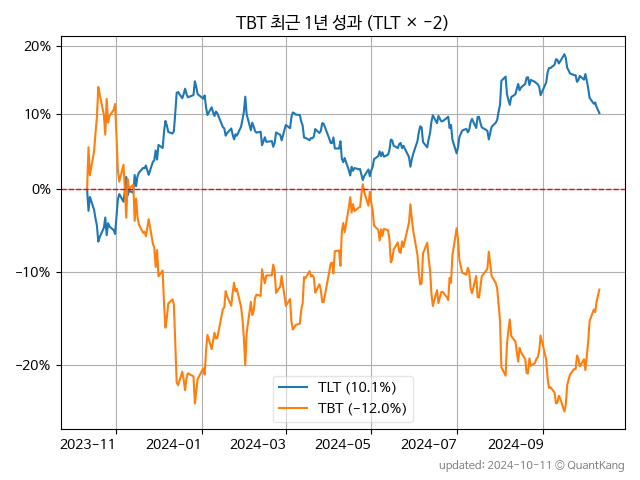 TBT 최근 1년 성과 (TLT × −2)
20%
10%
0%
−10%
−20%
TLT (10.1%)
TBT (−12.0%)
2023−11
2024−01
2024−03
2024−05
2024−07
2024−09
updated: 2024-10-11 © QuantKang